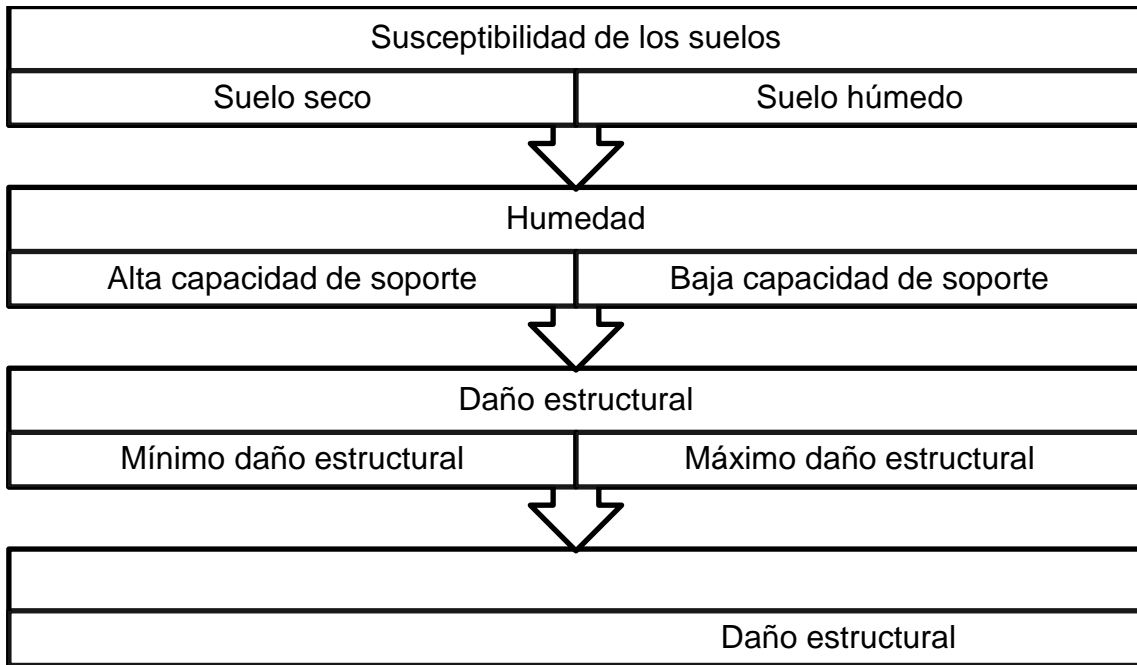 Susceptibilidad de los suelos
Suelo seco
Suelo húmedo
Humedad
Alta capacidad de soporte
Baja capacidad de soporte
Daño estructural
Mínimo daño estructural
Máximo daño estructural
Daño estructural